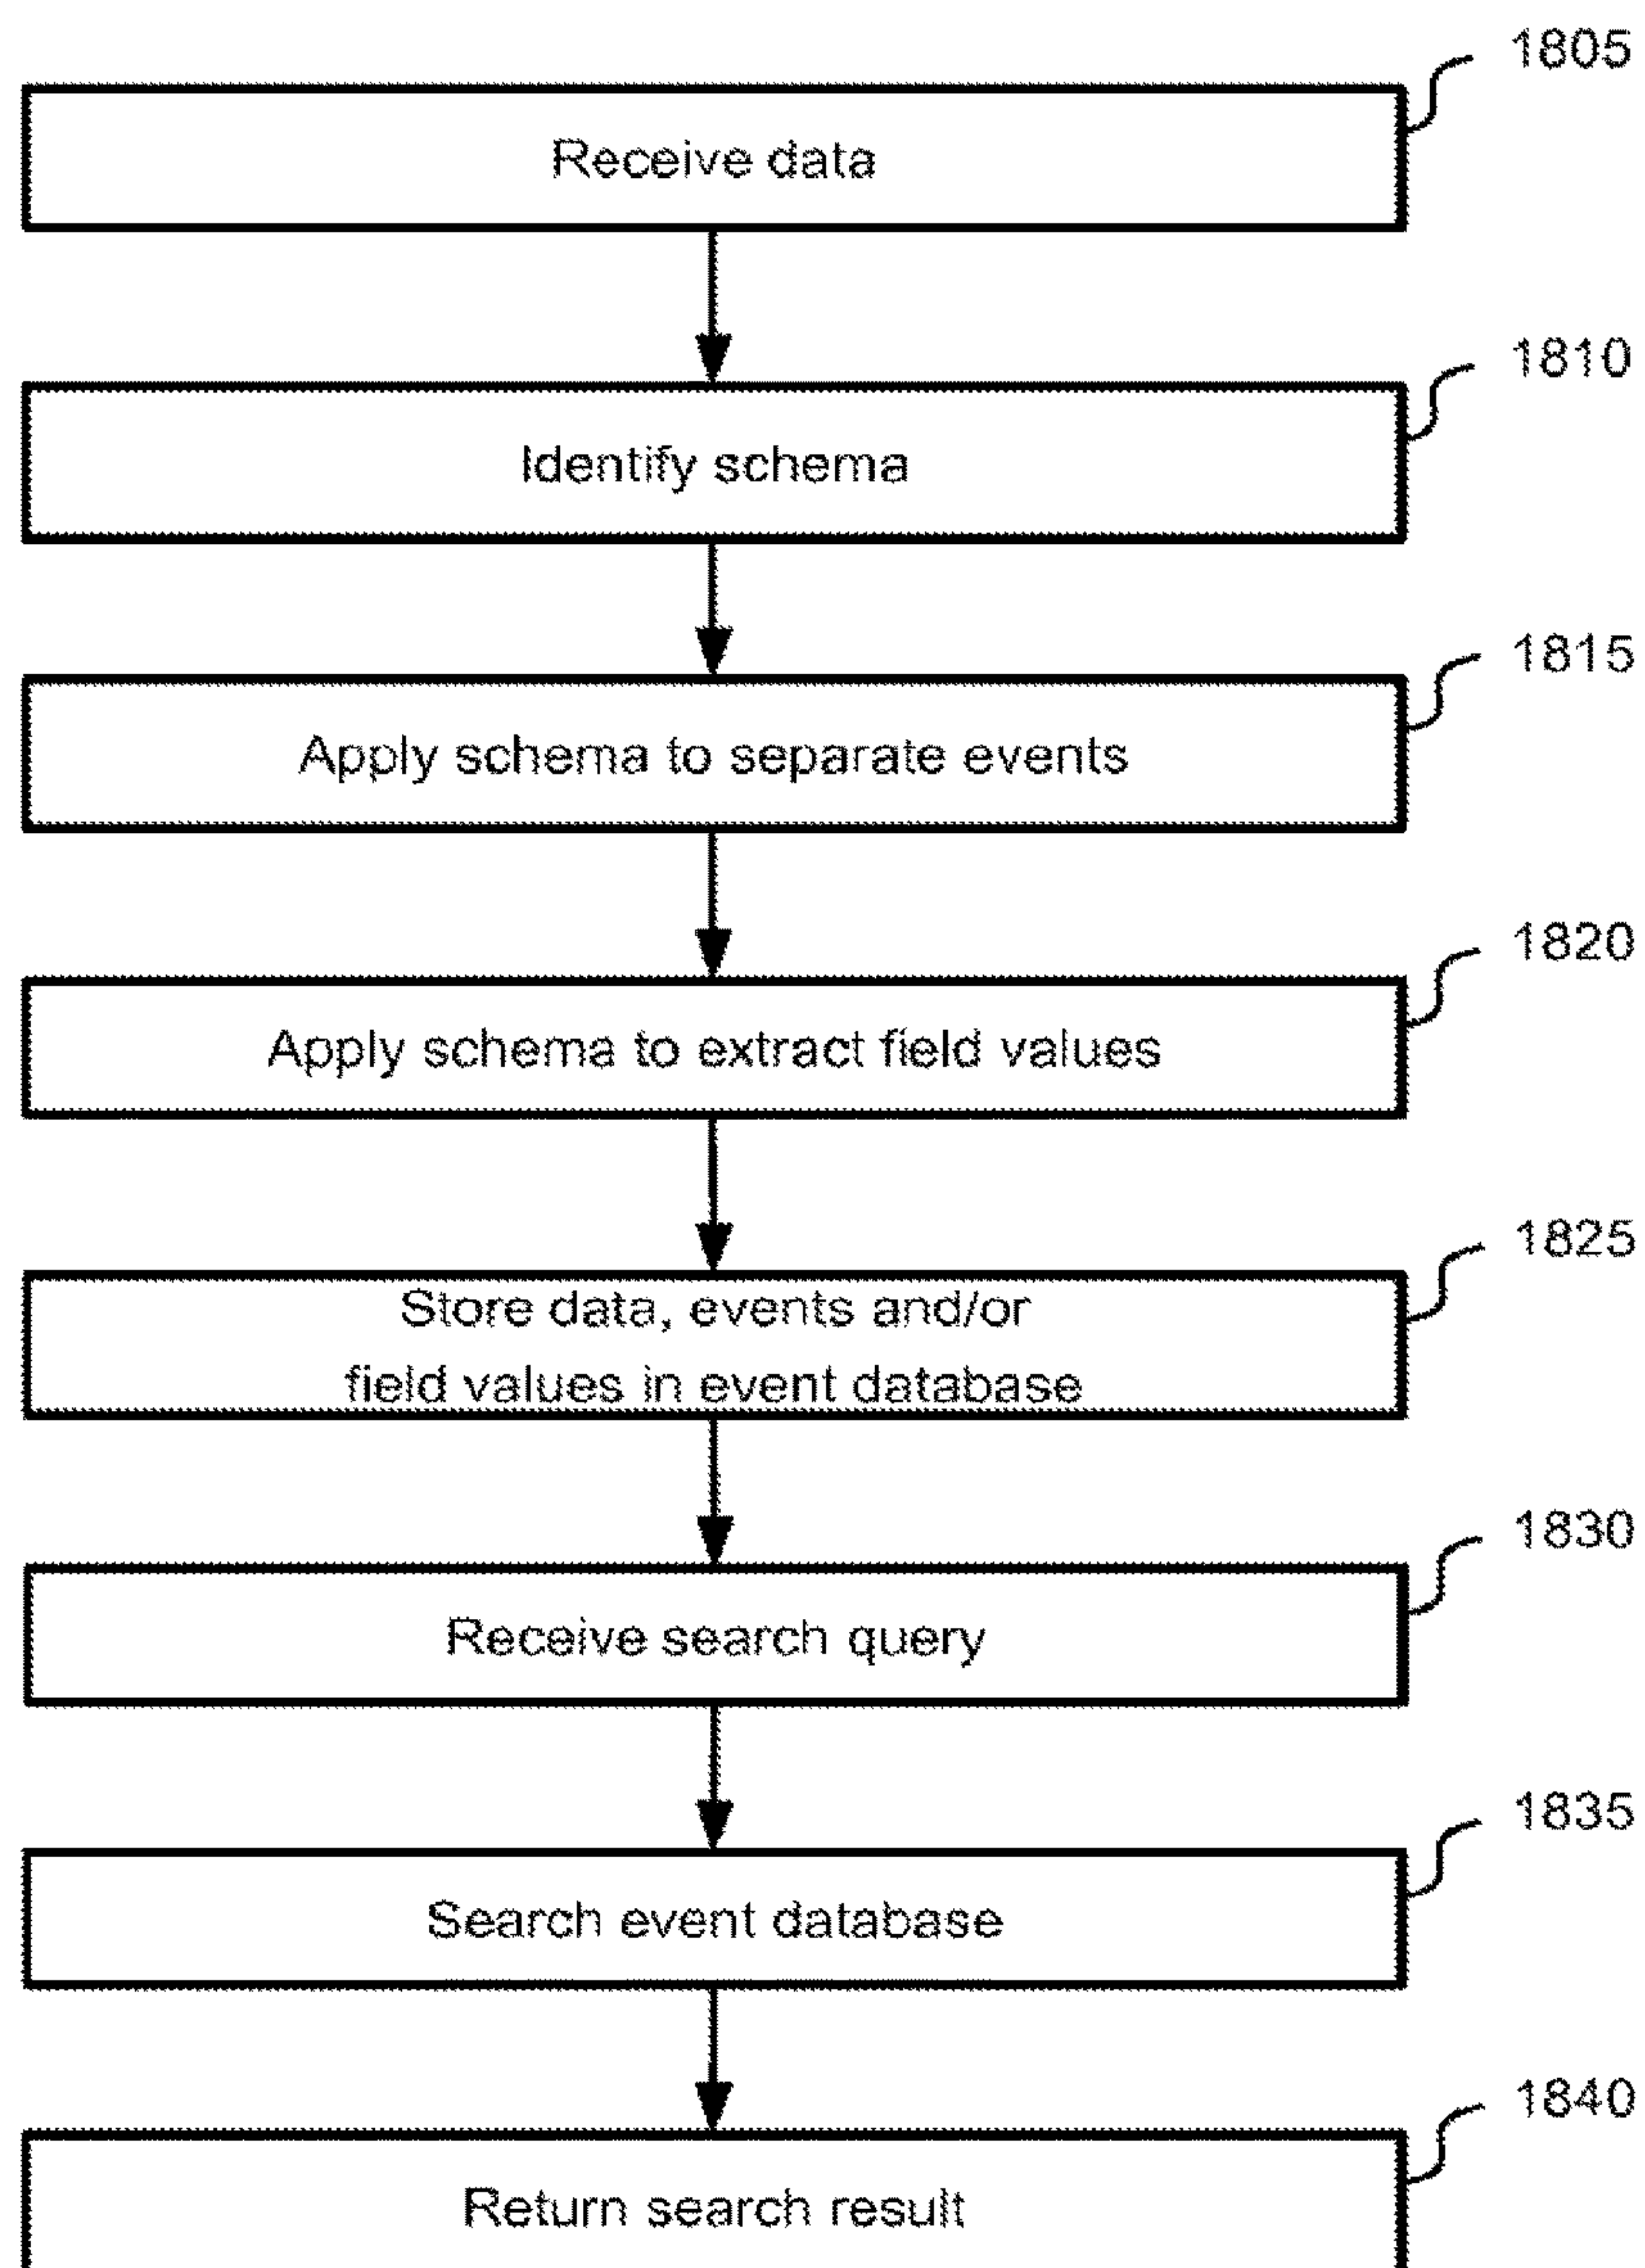 1805
Receive data
1810
Identify schema
1815
Apply schema to separate events
1820
Apply schema to extract field values
1825
Store data, events and/or
field values in event database
1830
Receive search query
1835
Search event database
1840
Return search result